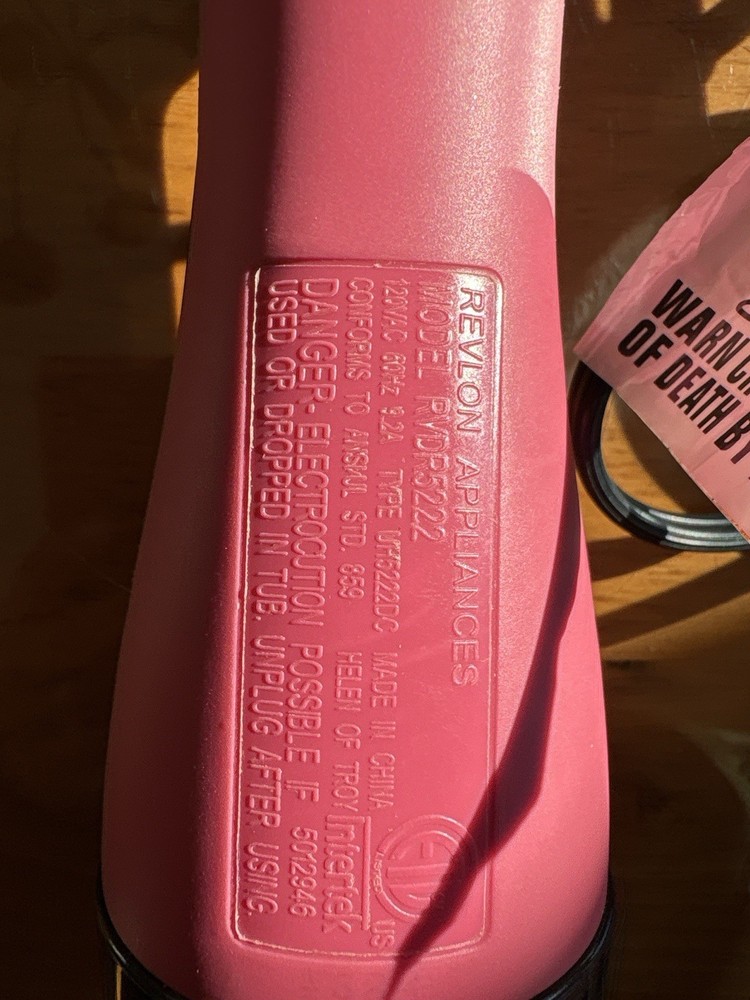 REVLON APPLIANCES
MODEL RVDR5222
120VAC 60Hz 9.2A TYPE UT5222DC MADE IN CHINA
CONFORMS TO ANSI/UL STD. 859 HELEN OF TROY
DANGER- ELECTROCUTION POSSIBLE IF 5012946
USED OR DROPPED IN TUB. UNPLUG AFTER USING.
Intertek
US
WARN
OF DEATH BY